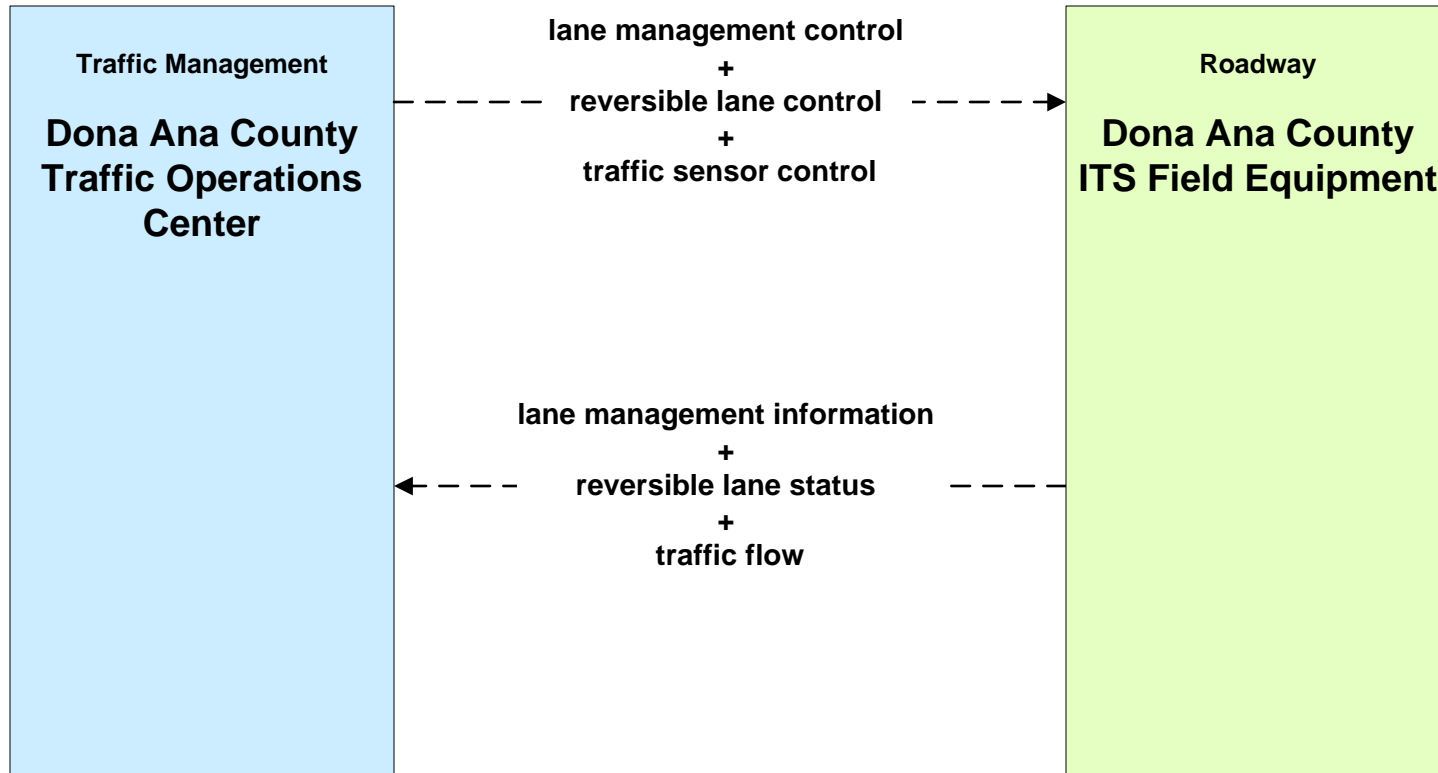 Traffic Management
Dona Ana County
Traffic Operations
Center
lane management control
+
reversible lane control
+
traffic sensor control
lane management information
+
reversible lane status
+
traffic flow
Roadway
Dona Ana County
ITS Field Equipment